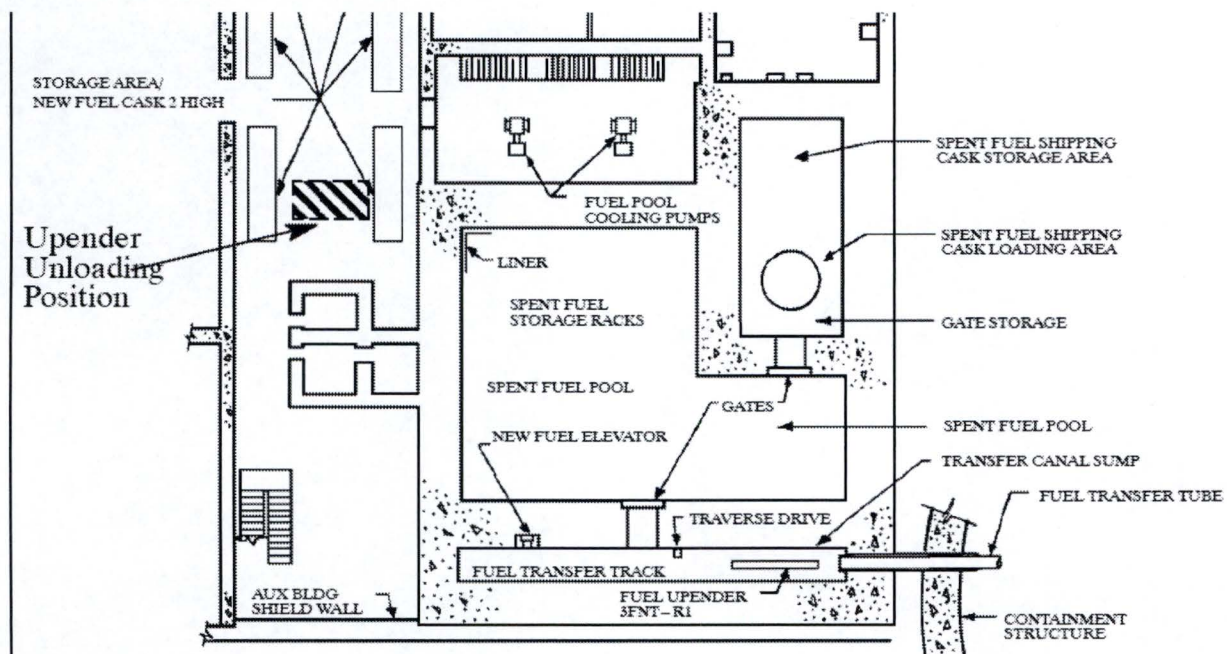 STORAGE AREA/
NEW FUEL CASK 2 HIGH
Upender
Unloading
Position
SPENT FUEL SHIPPING
CASK STORAGE AREA
FUEL POOL
COOLING PUMPS
SPENT FUEL SHIPPING
CASK LOADING AREA
LINER
SPENT FUEL
STORAGE RACKS
GATE STORAGE
SPENT FUEL POOL
GATES
SPENT FUEL POOL
NEW FUEL ELEVATOR
TRANSFER CANAL SUMP
FUEL TRANSFER TUBE
TRAVERSE DRIVE
FUEL TRANSFER TRACK
FUEL UPENDER
3FNT-R1
AUX BLDG
SHIELD WALL
CONTAINMENT
STRUCTURE